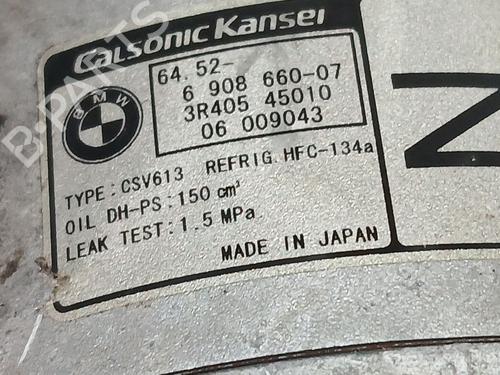 Calsonic Kansei
64.52-
6 908 660-07
3R405 45010
06 009043
BMW
TYPE:CSV613 REFRIG.HFC-134a
OIL DH-PS:150 cm³
LEAK TEST:1.5 MPa
MADE IN JAPAN
B-PARTS